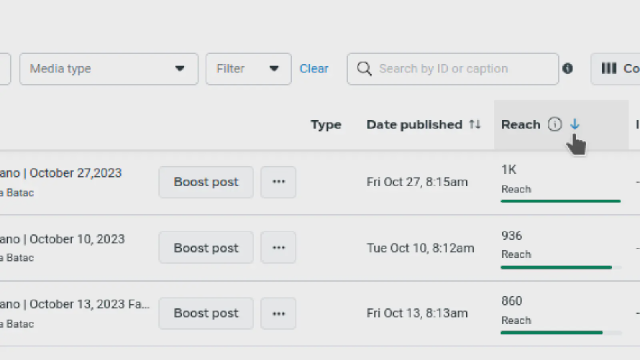 Media type
Filter
Clear
Search by ID or caption
Co
Type
Date published
Reach
ano | October 27,2023
a Batac
Boost post
Fri Oct 27, 8:15am
1K
Reach
ano | October 10, 2023
a Batac
Boost post
Tue Oct 10, 8:12am
936
Reach
ano | October 13, 2023 Fa...
a Batac
Boost post
Fri Oct 13, 8:13am
860
Reach